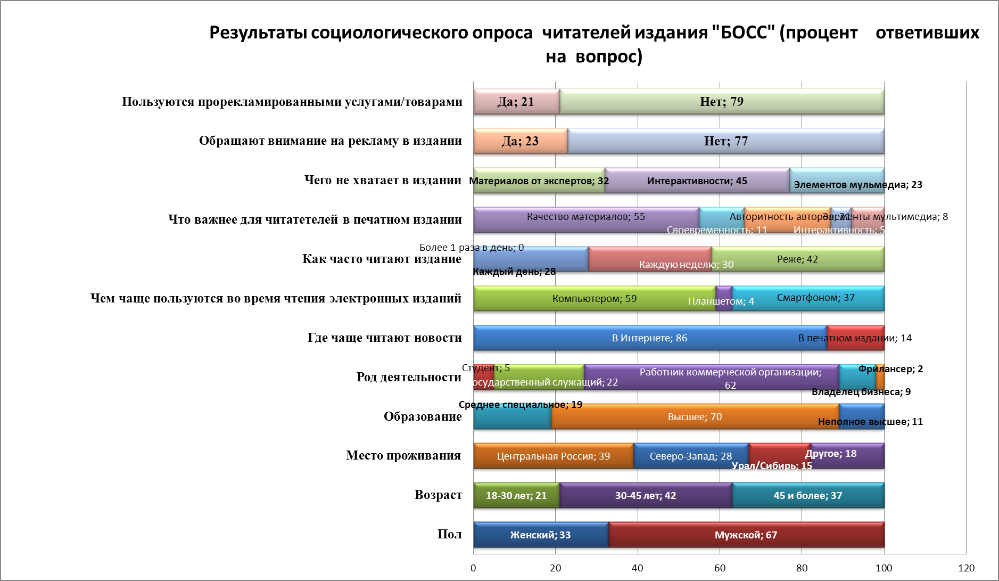 Результаты социологического опроса читателей издания "БОСС" (процент ответивших
на вопрос)
Пользуются прорекламированными услугами/товарами
Да; 21
Нет; 79
Обращают внимание на рекламу в издании
Да; 23
Нет; 77
Чего не хватает в издании
Материалов от экспертов; 32
Интерактивности; 45
Элементов мульмедиа; 23
Что важнее для читатетелей в печатном издании
Качество материалов; 55
Своевременность; 11
Авторитность авторов; 21
Интерактивность; 5
Элементы мультимедиа; 8
Как часто читают издание
Более 1 раза в день; 0
Каждый день; 28
Каждую неделю; 30
Реже; 42
Чем чаще пользуются во время чтения электронных изданий
Компьютером; 59
Планшетом; 4
Смартфоном; 37
Где чаще читают новости
В Интернете; 86
В печатном издании; 14
Род деятельности
Студент; 5
Государственный служащий; 22
Работник коммерческой организации;
62
Владелец бизнеса; 9
Фрилансер; 2
Образование
Среднее специальное; 19
Высшее; 70
Неполное высшее; 11
Место проживания
Центральная Россия; 39
Северо-Запад; 28
Урал/Сибирь; 15
Другое; 18
Возраст
18-30 лет; 21
30-45 лет; 42
45 и более; 37
Пол
Женский; 33
Мужской; 67
0
20
40
60
80
100
120